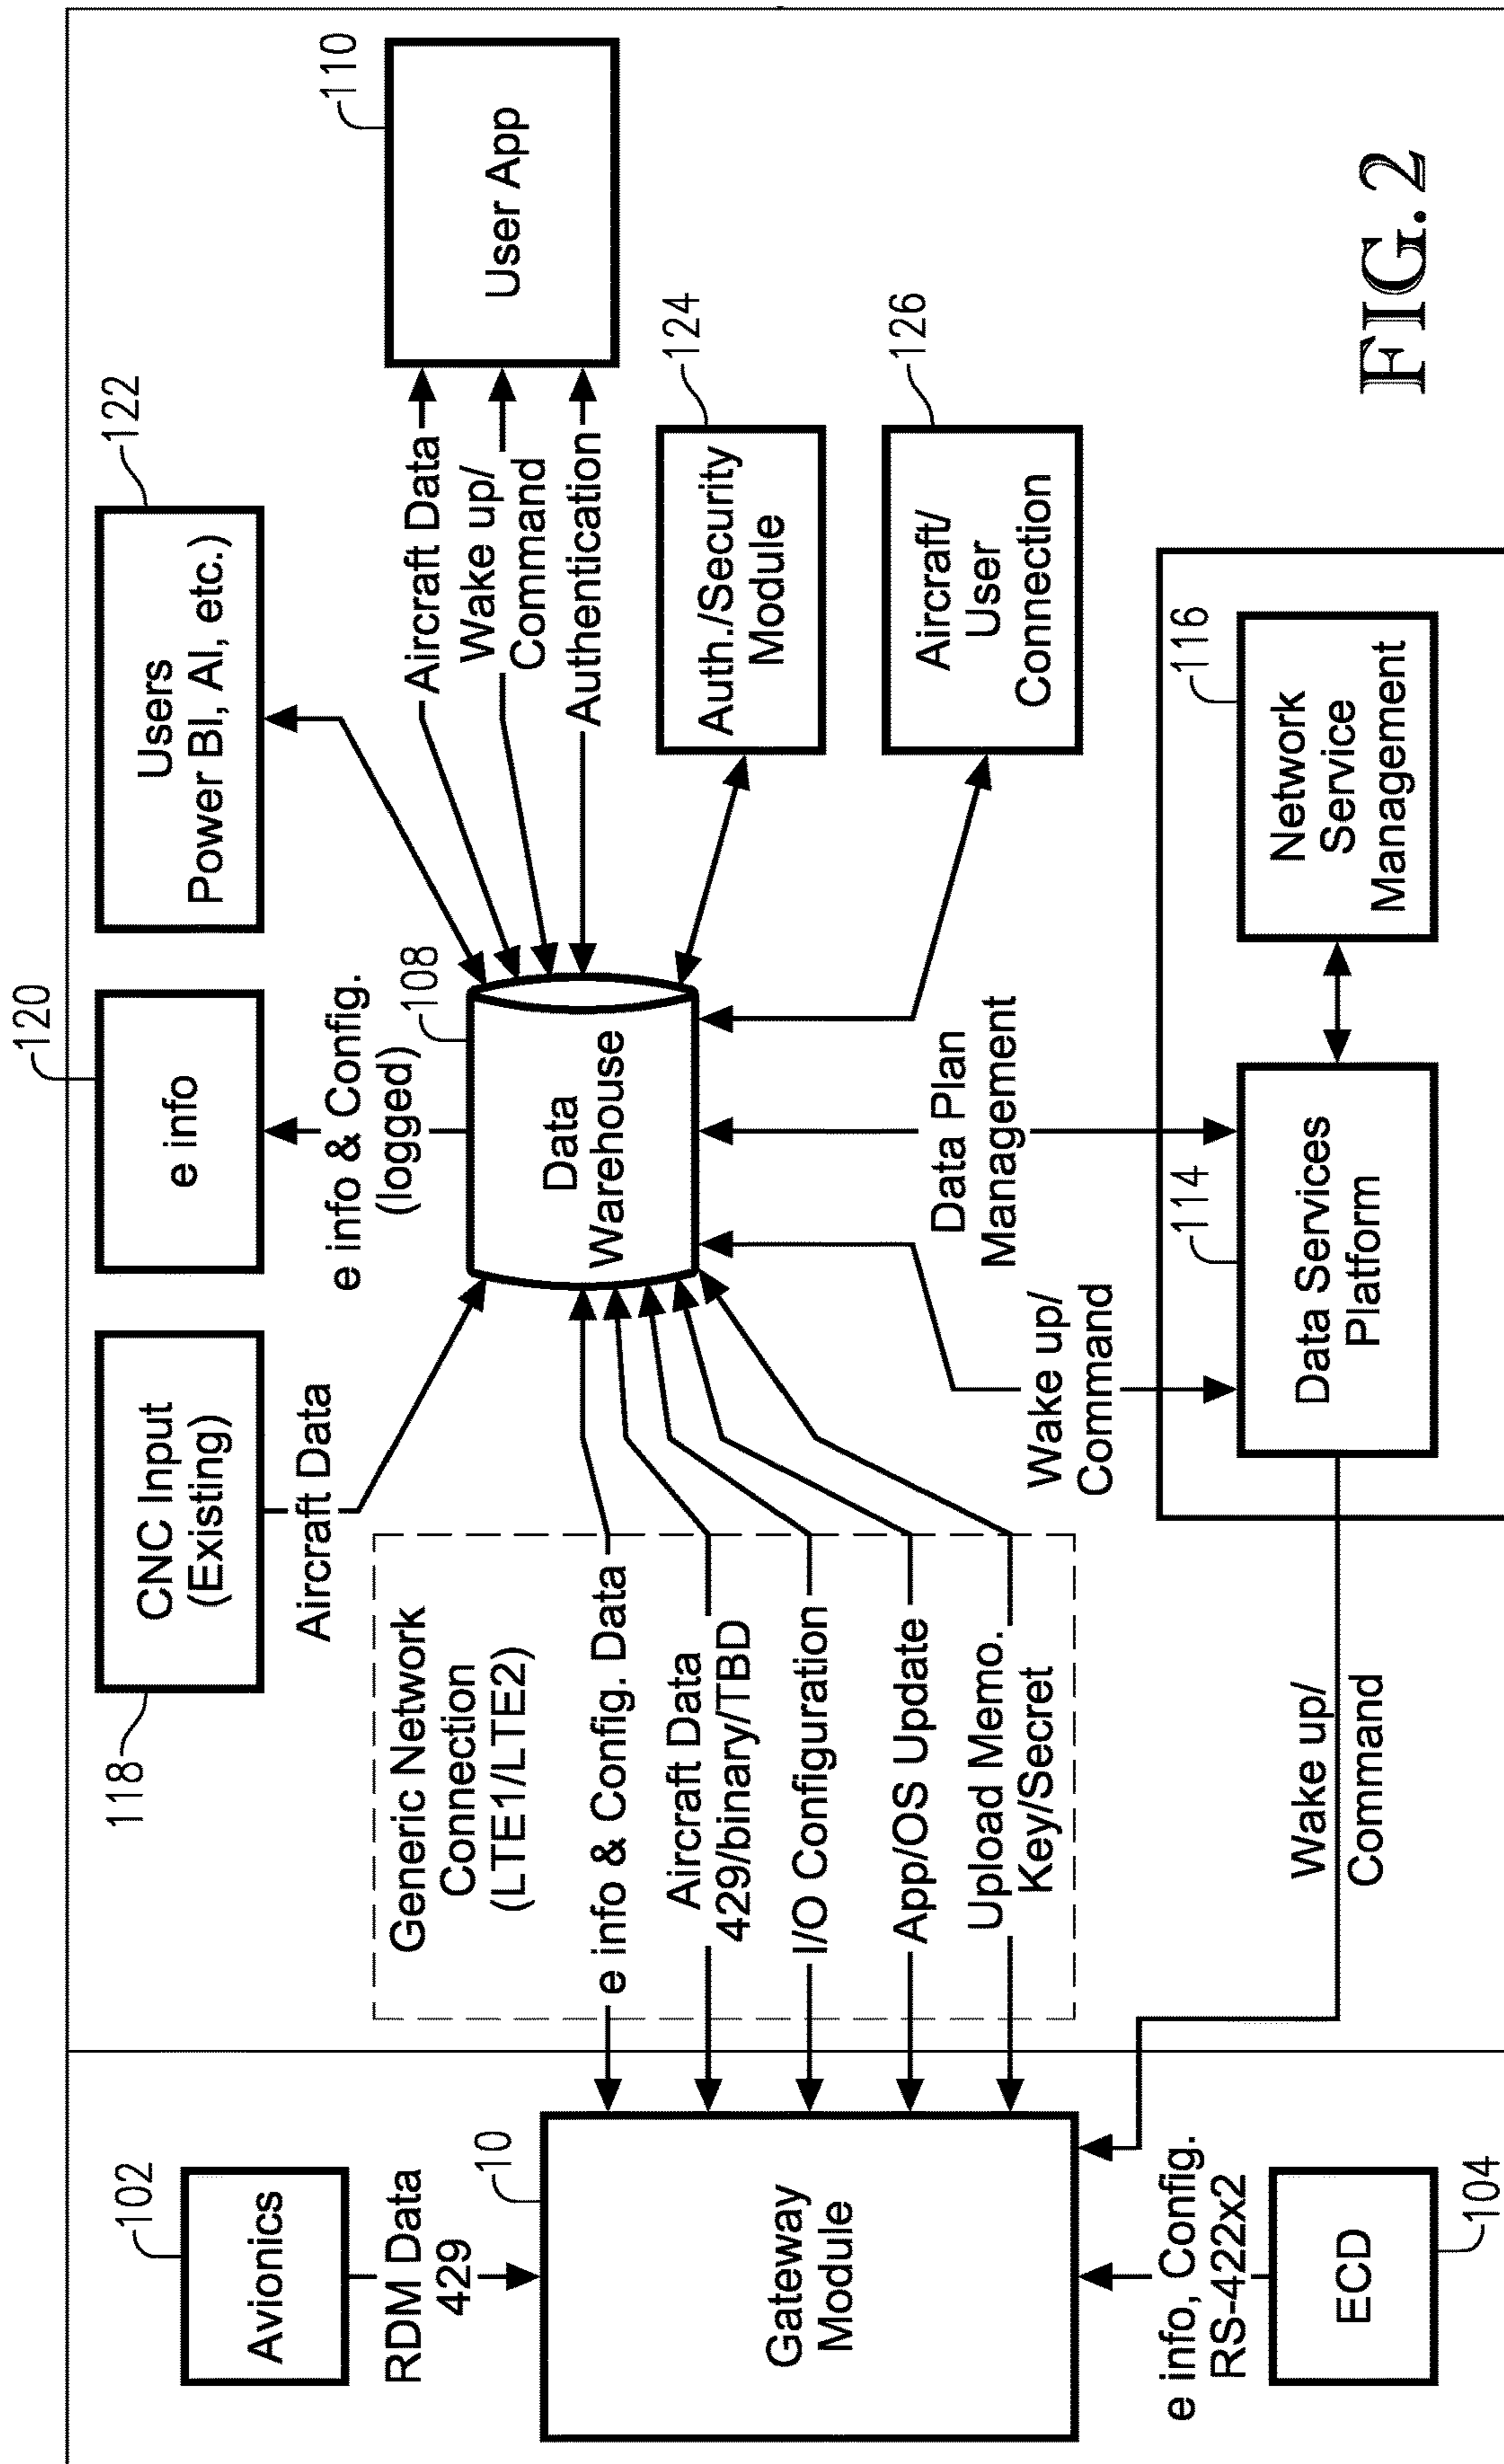 102
Avionics
RDM Data
429
10
Gateway
Module
e info, Config.
RS-422x2
ECD
104
118
CNC Input
(Existing)
Aircraft Data
Generic Network
Connection
(LTE1/LTE2)
e info & Config. Data
Aircraft Data
429/binary/TBD
I/O Configuration
App/OS Update
Upload Memo.
Key/Secret
Wake up/
Command
120
e info
e info & Config.
(logged)
108
Data
Warehouse
Wake up/
Command
Data Plan
Management
114
Data Services
Platform
116
Network
Service
Management
122
Users
Power BI, AI, etc.)
Aircraft Data
Wake up/
Command
Authentication
110
User App
124
Auth./Security
Module
126
Aircraft/
User
Connection
FIG. 2